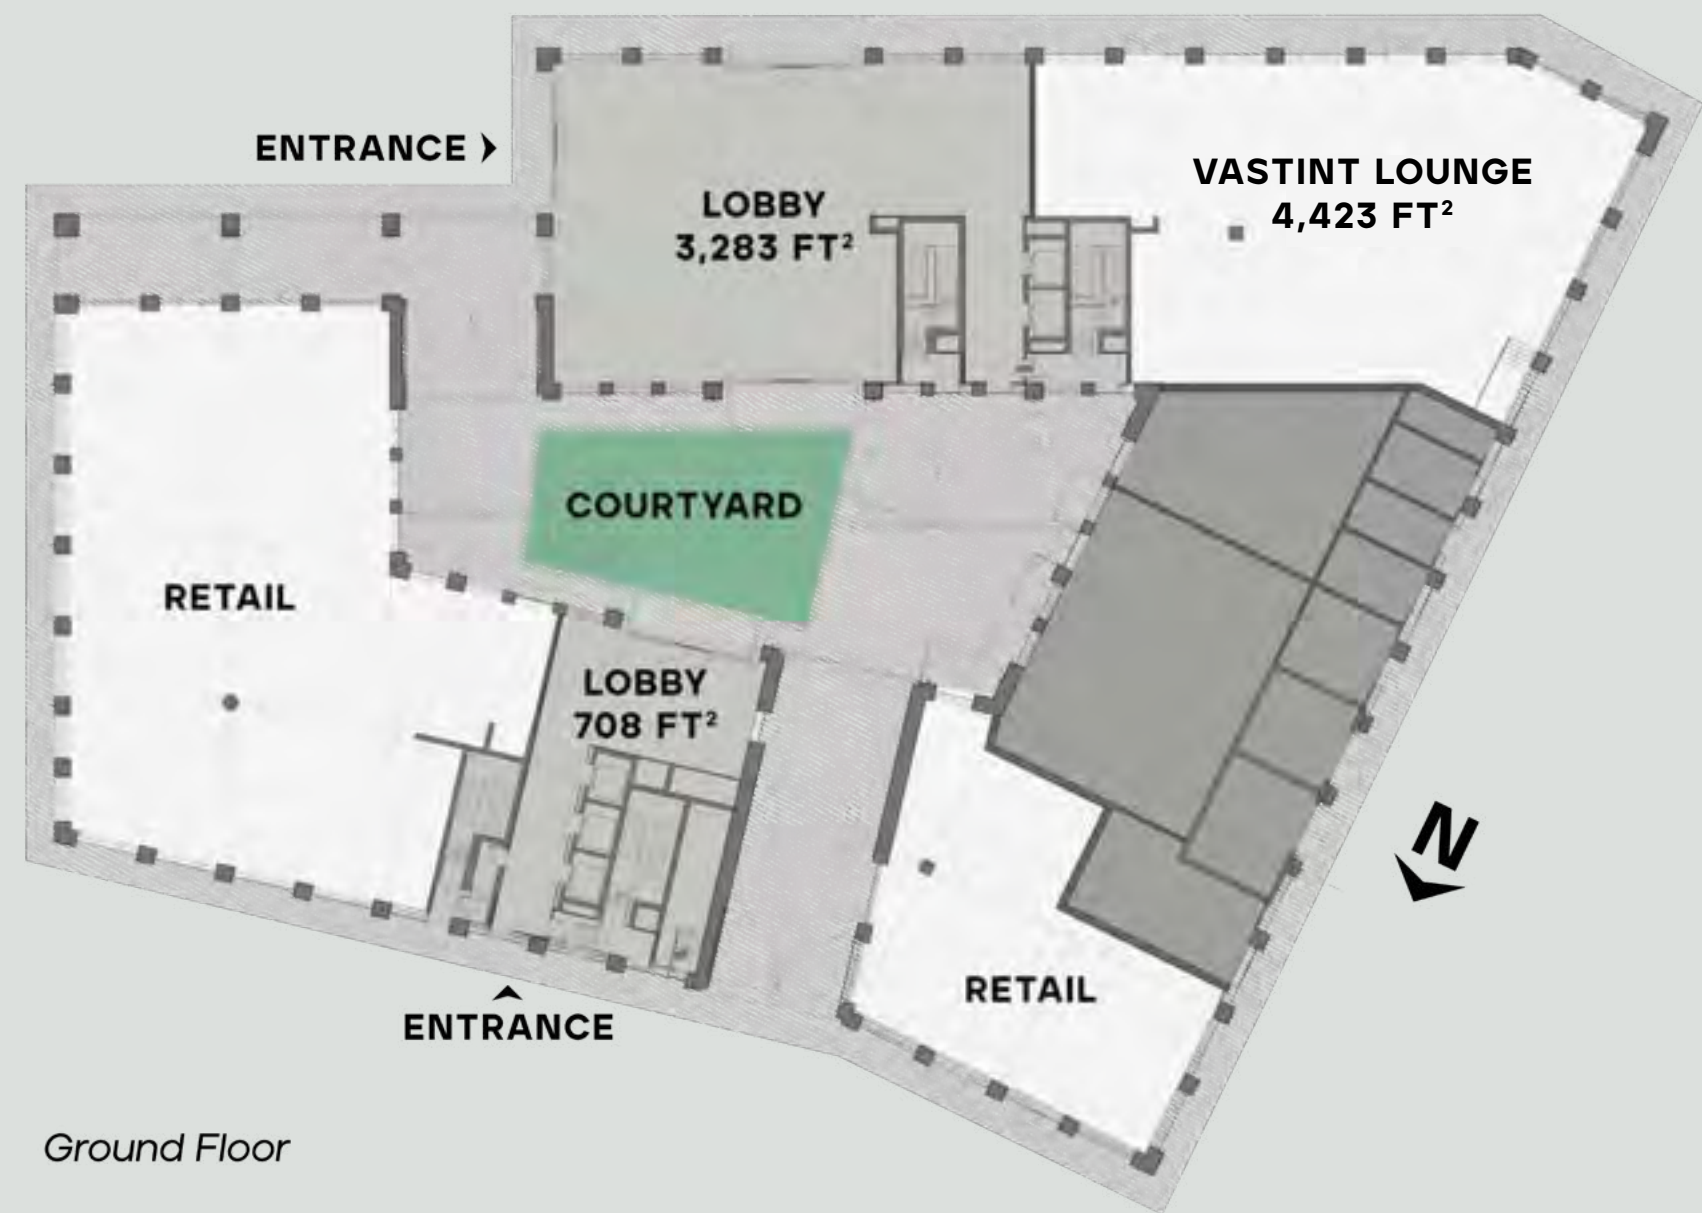 ENTRANCE
LOBBY
3,283 FT²
VASTINT LOUNGE
4,423 FT²
COURTYARD
RETAIL
LOBBY
708 FT²
N
RETAIL
ENTRANCE
Ground Floor